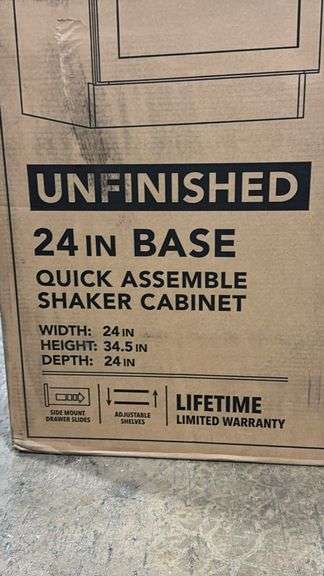 UNFINISHED
24 IN BASE
QUICK ASSEMBLE
SHAKER CABINET
WIDTH: 24 IN
HEIGHT: 34.5 IN
DEPTH: 24 IN
SIDE MOUNT
DRAWER SLIDES
ADJUSTABLE
SHELVES
LIFETIME
LIMITED WARRANTY